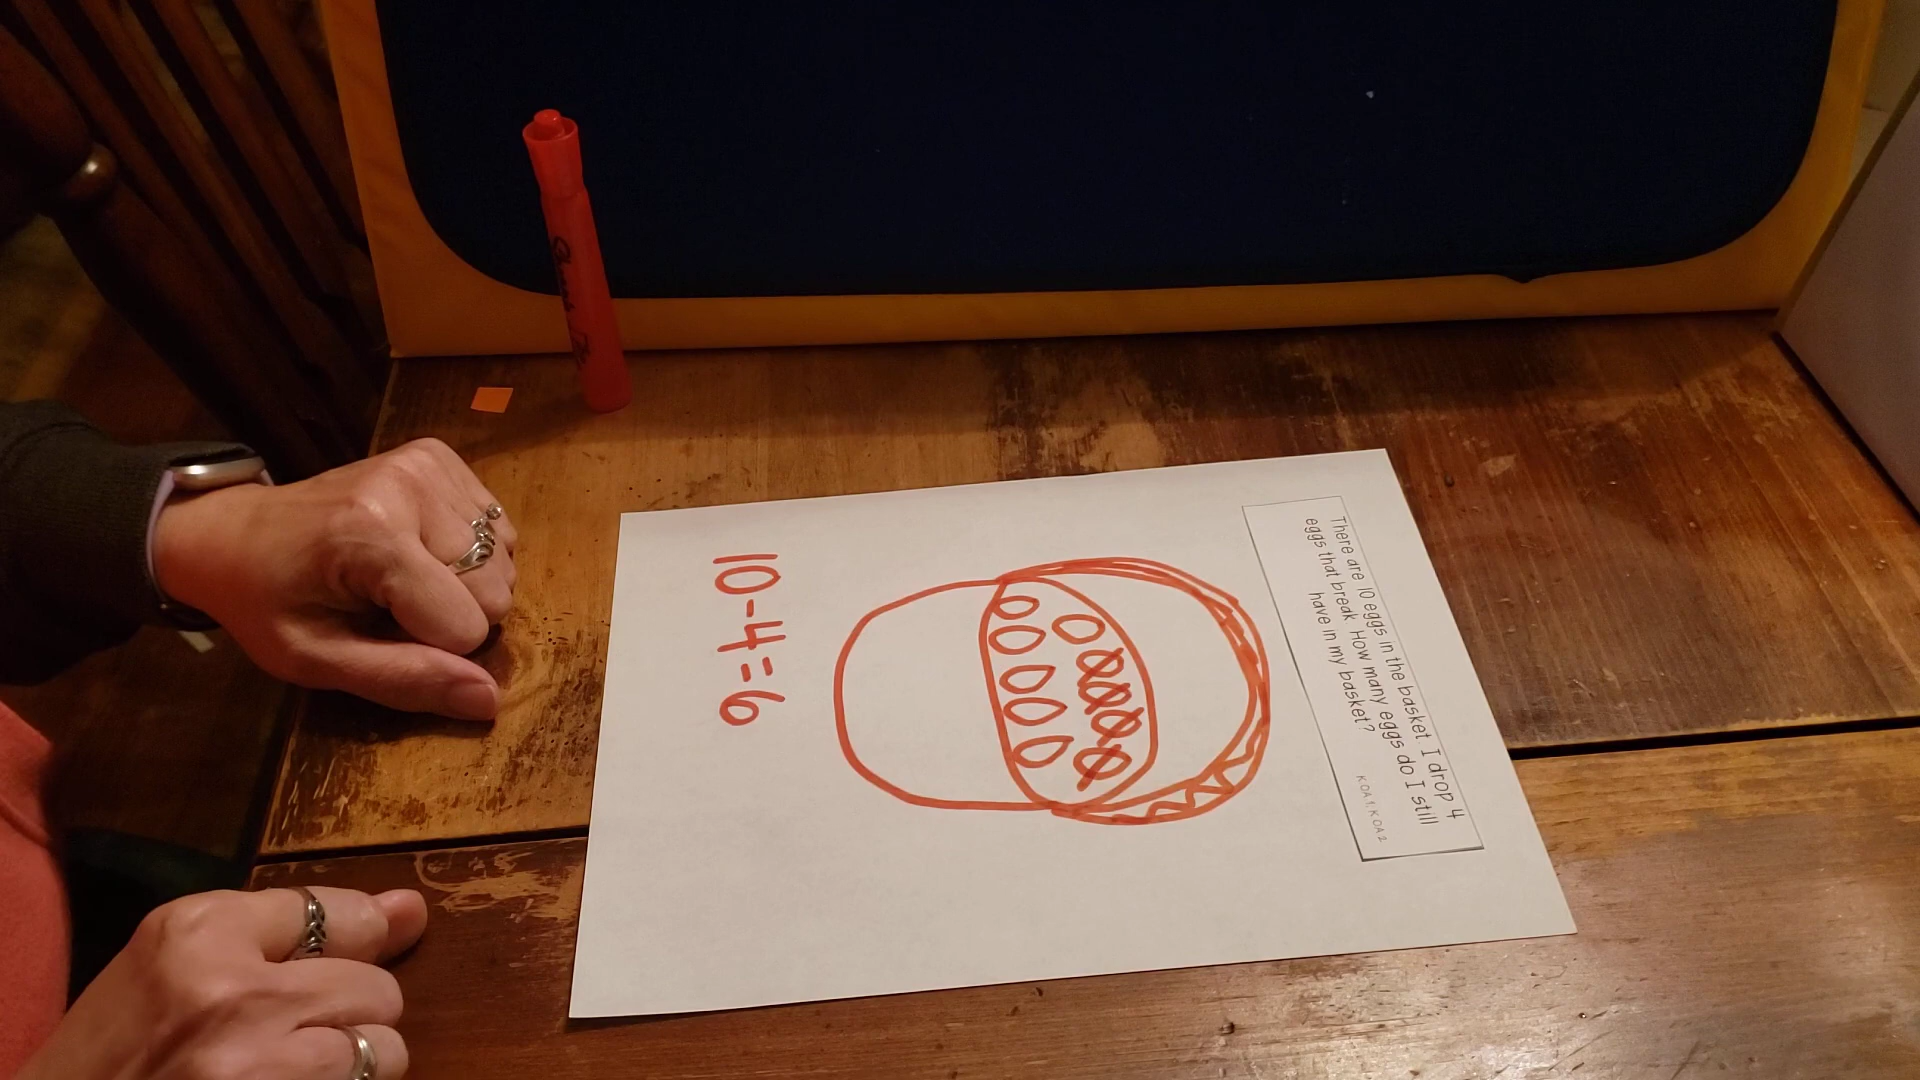 There are 10 eggs in the basket. I drop 4
eggs that break. How many eggs do I still
have in my basket?
K.OA.1, K.OA.2
10-4=6